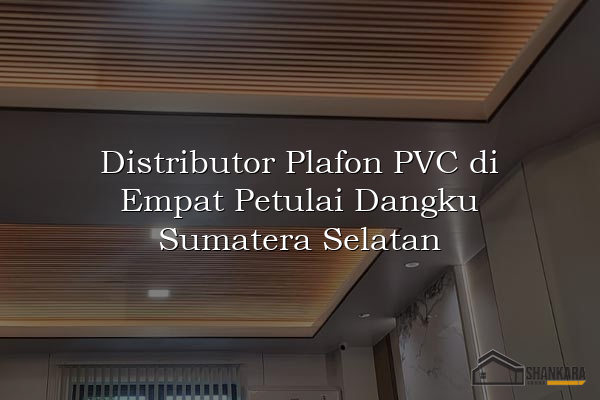 Distributor Plafon PVC di
Empat Petulai Dangku
Sumatera Selatan
SHANKARA